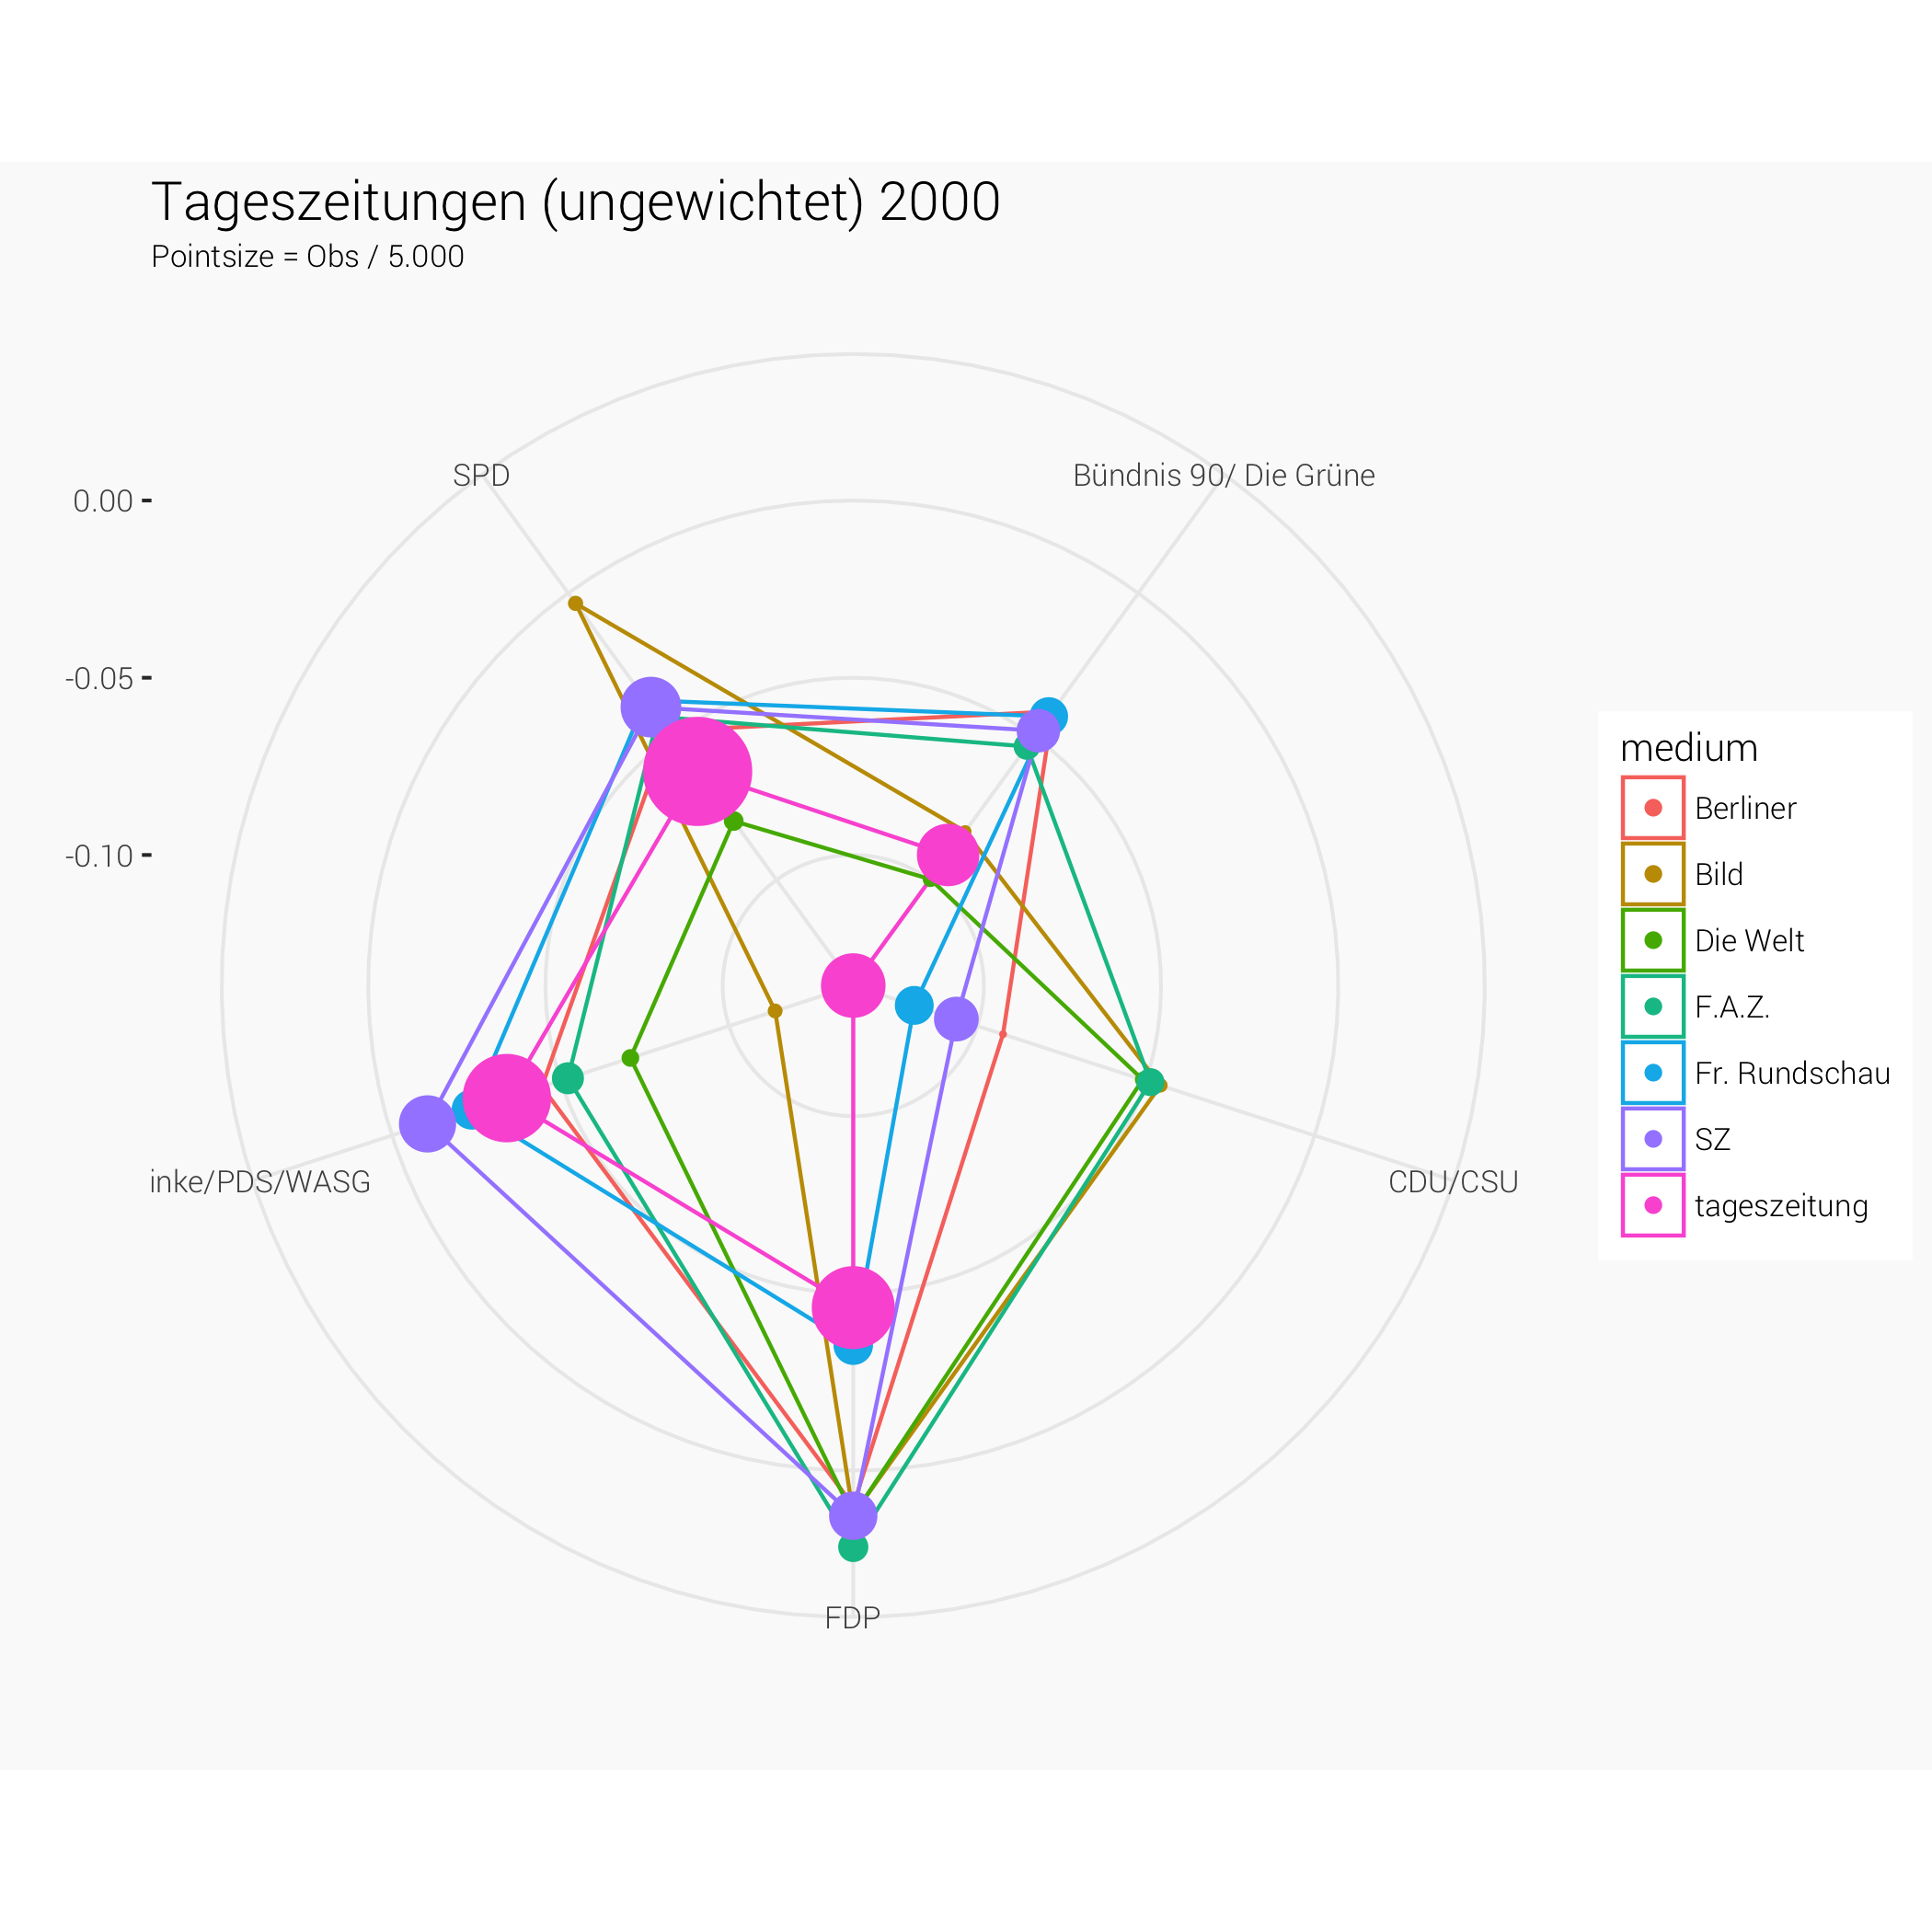 Tageszeitungen (ungewichtet) 2000
Pointsize = Obs / 5.000
SPD
Bündnis 90/ Die Grüne
0.00
-0.05
-0.10
inke/PDS/WASG
CDU/CSU
FDP
medium
Berliner
Bild
Die Welt
F.A.Z.
Fr. Rundschau
SZ
tageszeitung